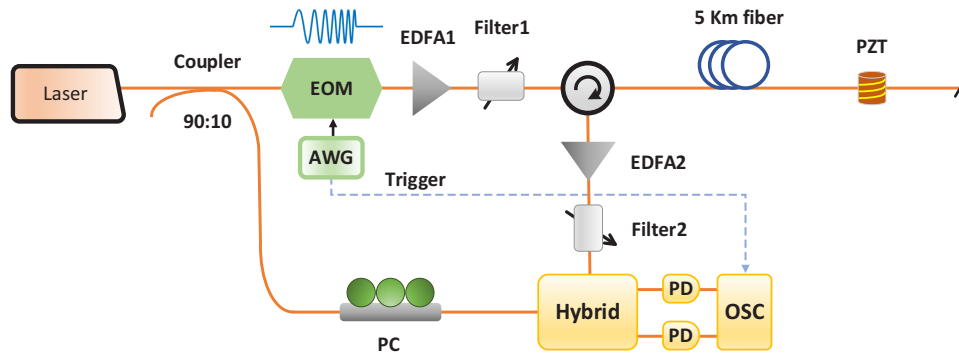 5 Km fiber
Filter1
EDFA1
PZT
Coupler
Laser
EOM
90:10
AWG
EDFA2
Trigger
Filter2
PD
Hybrid
OSC
PD
PC